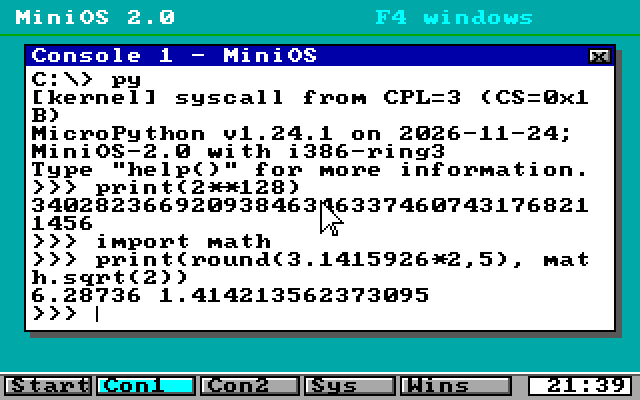 MiniOS 2.0
F4 windows
Console 1 - MiniOS
C:\> py
[kernel] syscall from CPL=3 (CS=0x1
B)
MicroPython v1.24.1 on 2026-11-24;
MiniOS-2.0 with i386-ring3
Type "help()" for more information.
>>> print(2**128)
34028236692093846346337460743176821
1456
>>> import math
>>> print(round(3.1415926*2,5), mat
h.sqrt(2))
6.28736 1.414213562373095
>>>
Start Con1 Con2 Sys Wins 21:39